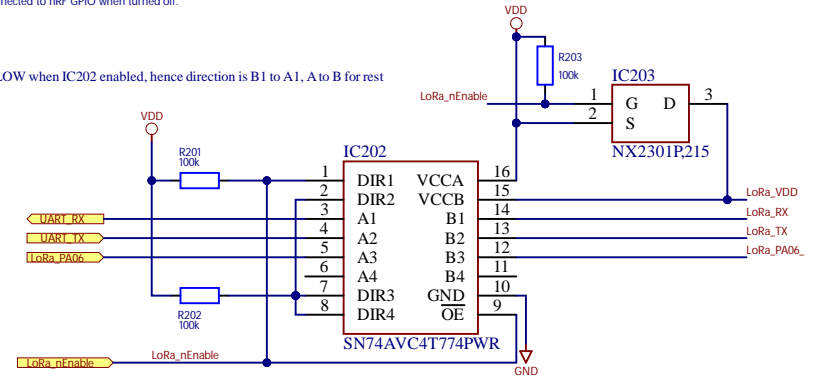 nected to nRF GPIO when turned off.
LOW when IC202 enabled, hence direction is B1 to A1, A to B for rest
VDD
R203
100k
LoRa_nEnable
IC203
1
G
D
3
2
S
NX2301P,215
VDD
R201
100k
IC202
1
DIR1
VCCA
16
2
DIR2
VCCB
15
LoRa_VDD
UART_RX
3
A1
B1
14
LoRa_RX
UART_TX
4
A2
B2
13
LoRa_TX
LoRa_PA06
5
A3
B3
12
LoRa_PA06_
6
A4
B4
11
7
DIR3
GND
10
R202
100k
8
DIR4
OE
9
SN74AVC4T774PWR
LoRa_nEnable
LoRa_nEnable
GND